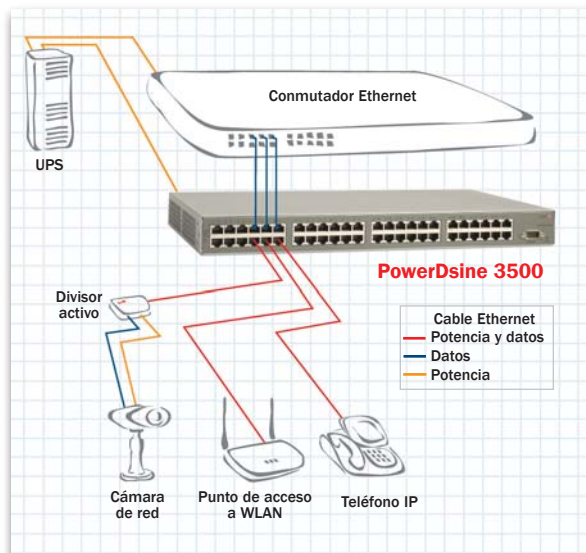 Conmutador Ethernet
UPS
PowerDsine 3500
Divisor
activo
Cable Ethernet
Potencia y datos
Datos
Potencia
Cámara
de red
Punto de acceso
a WLAN
Teléfono IP